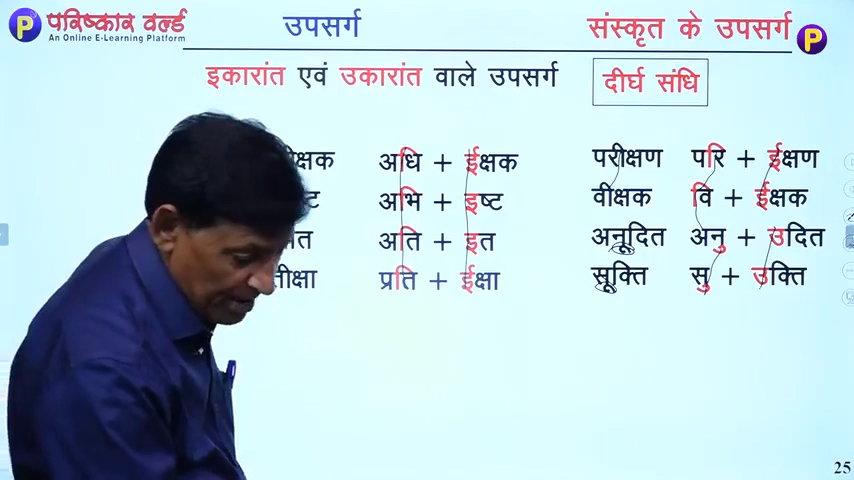 परिष्कार वर्ल्ड
An Online E-Learning Platform
उपसर्ग
संस्कृत के उपसर्ग
P
P
इकारांत एवं उकारांत वाले उपसर्ग
दीर्घ संधि
अधि + ईक्षक
परीक्षण परि + ईक्षण
अभि + इष्ट
वीक्षक वि + ईक्षक
अति + इत
अनूदित अनु + उदित
प्रति + ईक्षा
सूक्ति सु + उक्ति
25